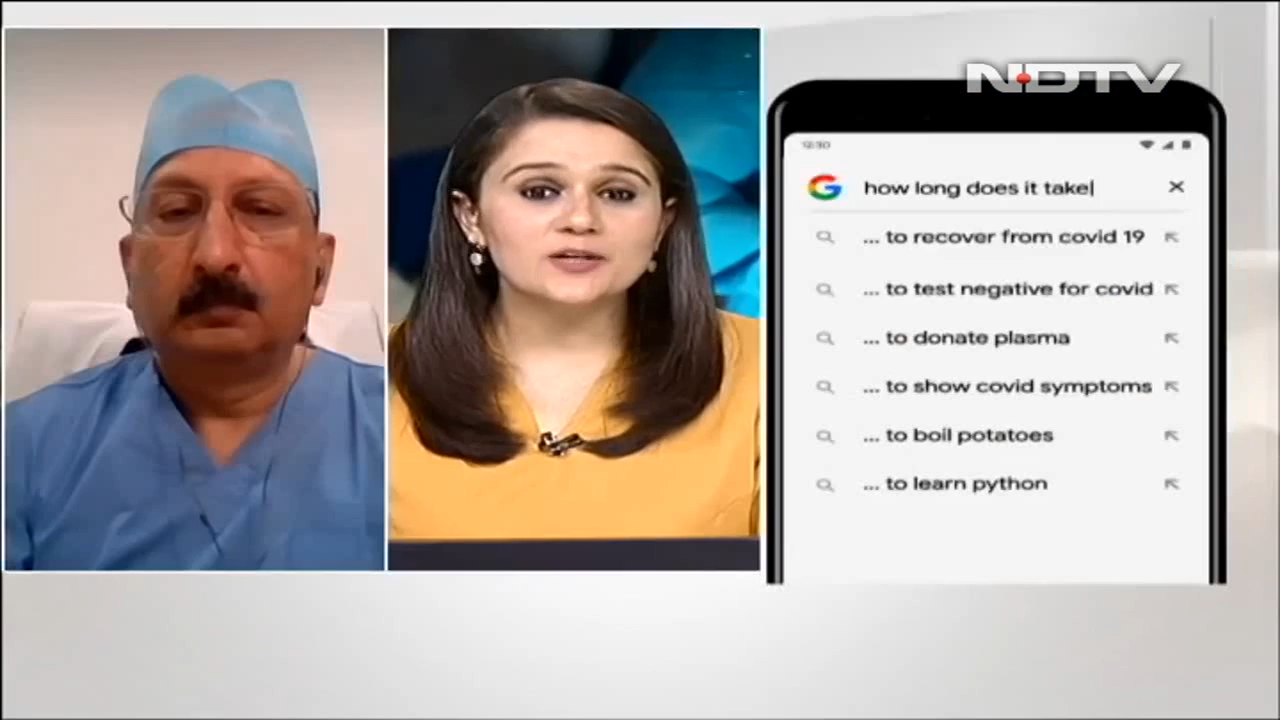 NDTV
12:30
how long does it take
... to recover from covid 19
... to test negative for covid
... to donate plasma
... to show covid symptoms
... to boil potatoes
... to learn python